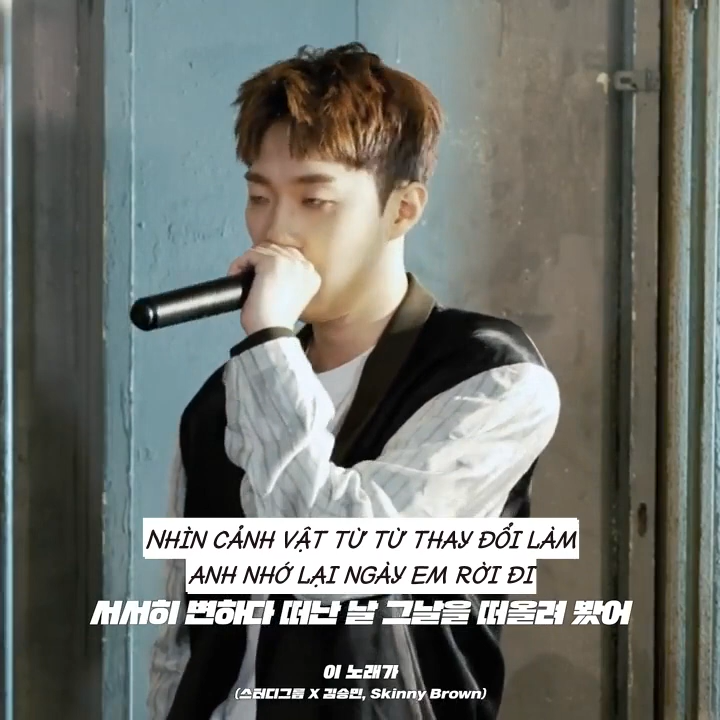 NHÌN CẢNH VẬT TỪ TỪ THAY ĐỔI LÀM
ANH NHỚ LẠI NGÀY EM RỜI ĐI
서서히 변하다 떠난 날 그날을 떠올려 봤어
이 노래가
(스터디그룹 X 김승민, Skinny Brown)